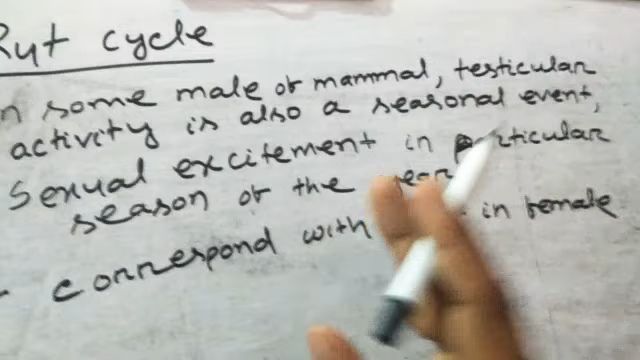 Rut cycle
n some male of mammal, testicular
activity is also a seasonal event,
Sexual excitement in particular
season of the year
- correspond with in female